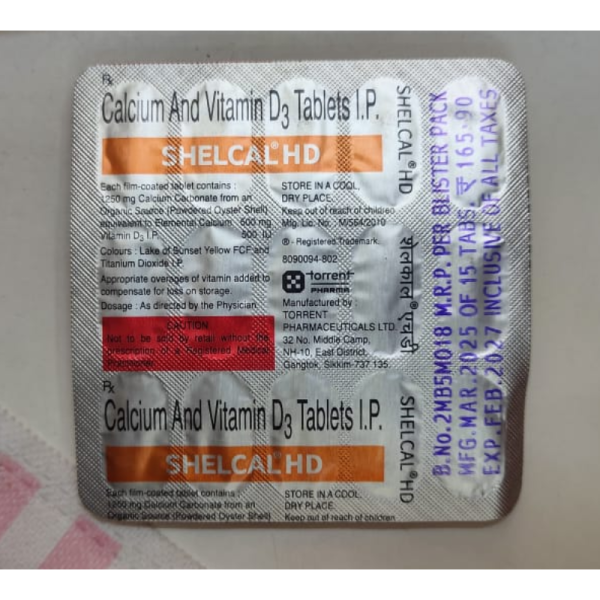 Rx
Calcium And Vitamin D3 Tablets I.P.
SHELCAL® HD
Each film-coated tablet contains :
1250 mg Calcium Carbonate from an
Organic Source (Powdered Oyster Shell)
equivalent to Elemental Calcium 500 mg
Vitamin D3 I.P. 500 IU
Colours : Lake of Sunset Yellow FCF and
Titanium Dioxide I.P.
Appropriate overages of vitamin added to
compensate for loss on storage.
Dosage : As directed by the Physician.
CAUTION
Not to be sold by retail without the
prescription of a Registered Medical
Practitioner.
STORE IN A COOL,
DRY PLACE.
Keep out of reach of children.
Mfg. Lic. No. : M/564/2010
® - Registered Trademark.
8090094-802
torrent
PHARMA
Manufactured by :
TORRENT
PHARMACEUTICALS LTD.
32 No. Middle Camp,
NH-10, East District,
Gangtok, Sikkim-737 135.
SHELCAL® HD
शेलकाल® एचडी
Rx
Calcium And Vitamin D3 Tablets I.P.
SHELCAL® HD
Each film-coated tablet contains :
1250 mg Calcium Carbonate from an
Organic Source (Powdered Oyster Shell)
STORE IN A COOL,
DRY PLACE.
Keep out of reach of children
SHELCAL® HD
B.No.2MB5M018 M.R.P. PER BLISTER PACK
MFG.MAR.2025 OF 15 TABS. ₹ 165.90
EXP.FEB.2027 INCLUSIVE OF ALL TAXES